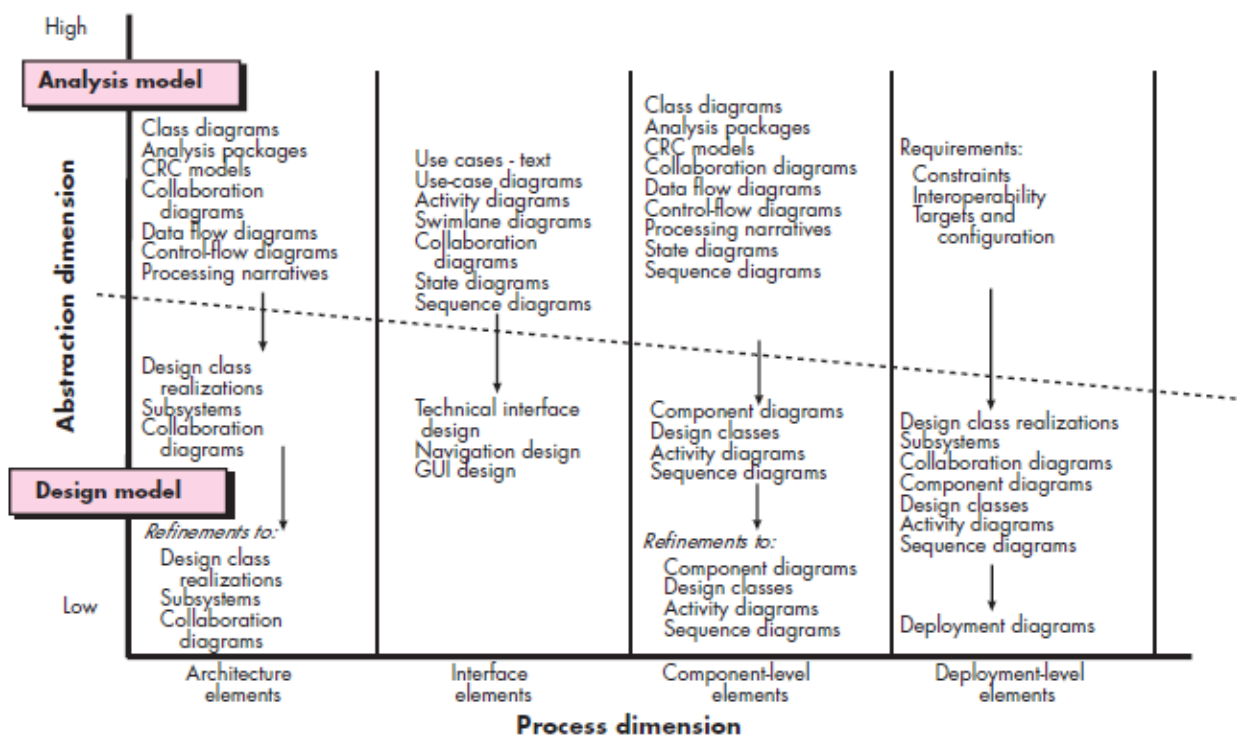 High
Analysis model
Abstraction dimension
Class diagrams
Analysis packages
CRC models
Collaboration
diagrams
Data flow diagrams
Control-flow diagrams
Processing narratives
Design class
realizations
Subsystems
Collaboration
diagrams
Design model
Refinements to:
Design class
realizations
Subsystems
Collaboration
diagrams
Low
Use cases - text
Use-case diagrams
Activity diagrams
Swimlane diagrams
Collaboration
diagrams
State diagrams
Sequence diagrams
Technical interface
design
Navigation design
GUI design
Class diagrams
Analysis packages
CRC models
Collaboration diagrams
Data flow diagrams
Control-flow diagrams
Processing narratives
State diagrams
Sequence diagrams
Component diagrams
Design classes
Activity diagrams
Sequence diagrams
Refinements to:
Component diagrams
Design classes
Activity diagrams
Sequence diagrams
Requirements:
Constraints
Interoperability
Targets and
configuration
Design class realizations
Subsystems
Collaboration diagrams
Component diagrams
Design classes
Activity diagrams
Sequence diagrams
Deployment diagrams
Architecture
elements
Interface
elements
Component-level
elements
Deployment-level
elements
Process dimension